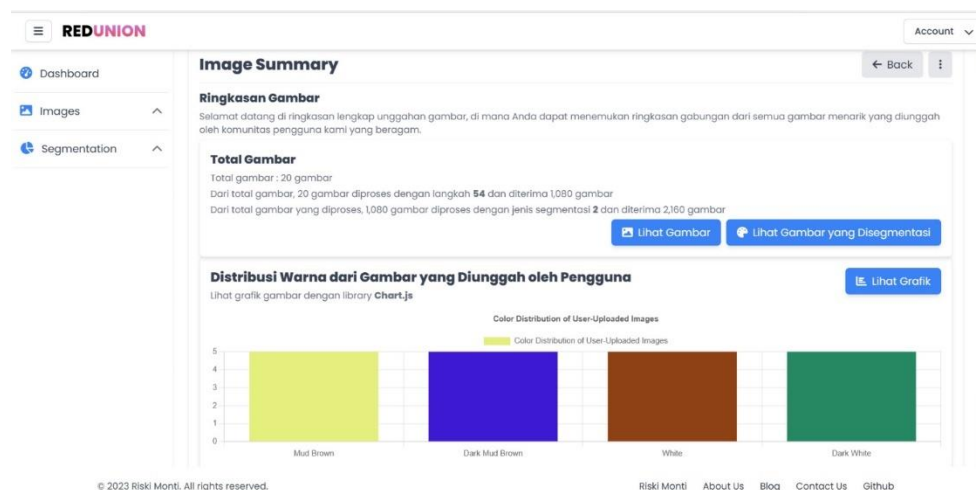 REDUNION
Account
Dashboard
Images
Segmentation
Image Summary
← Back
Ringkasan Gambar
Selamat datang di ringkasan lengkap unggahan gambar, di mana Anda dapat menemukan ringkasan gabungan dari semua gambar menarik yang diunggah
oleh komunitas pengguna kami yang beragam.
Total Gambar
Total gambar : 20 gambar
Dari total gambar, 20 gambar diproses dengan langkah 54 dan diterima 1,080 gambar
Dari total gambar yang diproses, 1,080 gambar diproses dengan jenis segmentasi 2 dan diterima 2,160 gambar
Lihat Gambar
Lihat Gambar yang Disegmentasi
Distribusi Warna dari Gambar yang Diunggah oleh Pengguna
Lihat Grafik
Lihat grafik gambar dengan library Chart.js
Color Distribution of User-Uploaded Images
Color Distribution of User-Uploaded Images
5
4
3
2
1
0
Mud Brown
Dark Mud Brown
White
Dark White
© 2023 Riski Monti. All rights reserved.
Riski Monti About Us Blog Contact Us Github